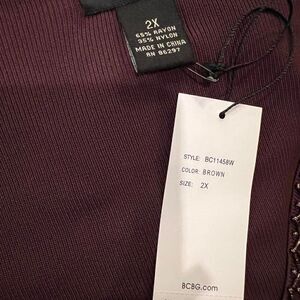 2X
65% RAYON
35% NYLON
MADE IN CHINA
RN 86297
STYLE: BC11458W
COLOR: BROWN
SIZE: 2X
BCBG.com